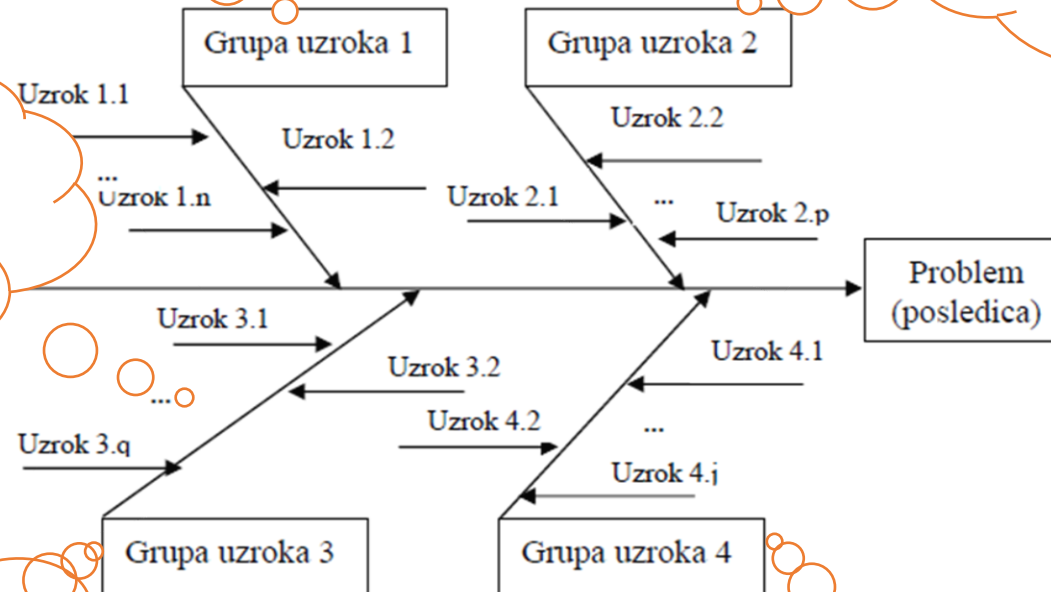 Grupa uzroka 1
Grupa uzroka 2
Uzrok 1.1
Uzrok 1.2
Uzrok 2.2
...
Uzrok 1.n
Uzrok 2.1
...
Uzrok 2.p
Problem
(posledica)
Uzrok 3.1
Uzrok 3.2
Uzrok 4.1
...
Uzrok 4.2
...
Uzrok 3.q
Uzrok 4.j
Grupa uzroka 3
Grupa uzroka 4